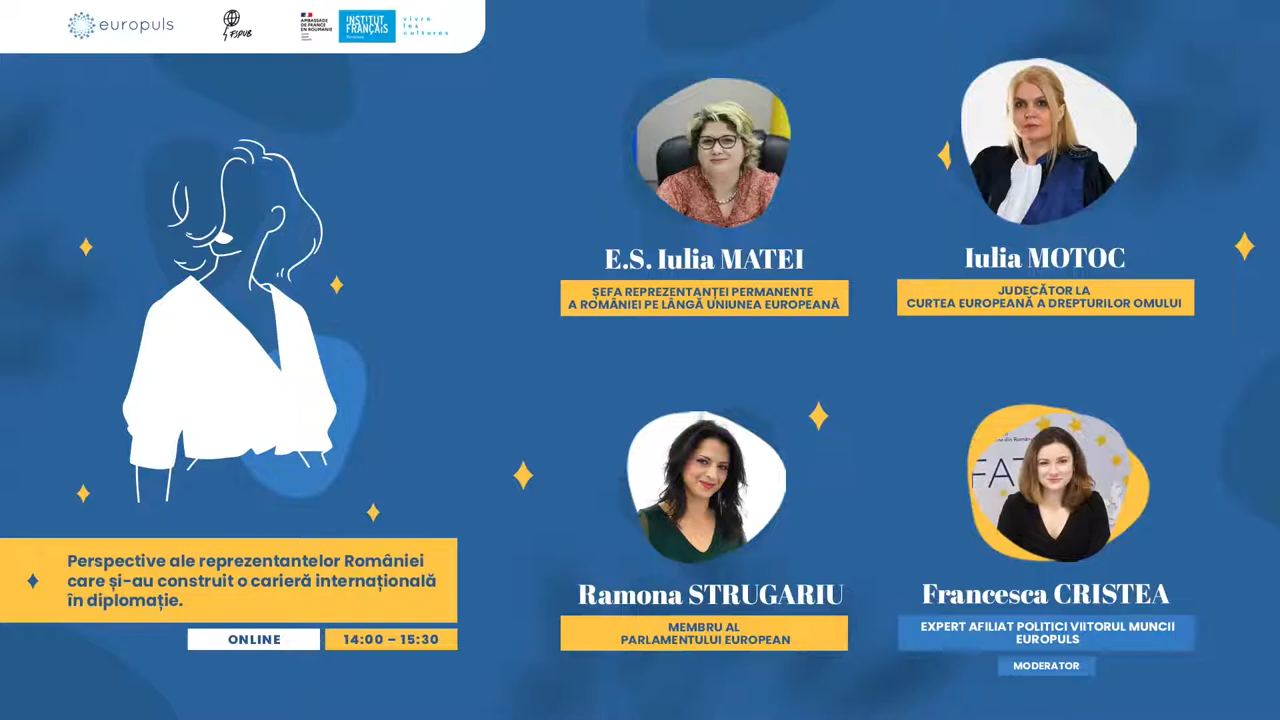 europuls
FSPUB
AMBASSADE
DE FRANCE
EN ROUMANIE
INSTITUT
FRANÇAIS
vivre
les
cultures
E.S. Iulia MATEI
ȘEFA REPREZENTANȚEI PERMANENTE
A ROMÂNIEI PE LÂNGĂ UNIUNEA EUROPEANĂ
Iulia MOTOC
JUDECĂTOR LA
CURTEA EUROPEANĂ A DREPTURILOR OMULUI
Ramona STRUGARIU
MEMBRU AL
PARLAMENTULUI EUROPEAN
Francesca CRISTEA
EXPERT AFILIAT POLITICI VIITORUL MUNCII
EUROPULS
MODERATOR
Perspective ale reprezentantelor României
care și-au construit o carieră internațională
în diplomație.
ONLINE
14:00 – 15:30